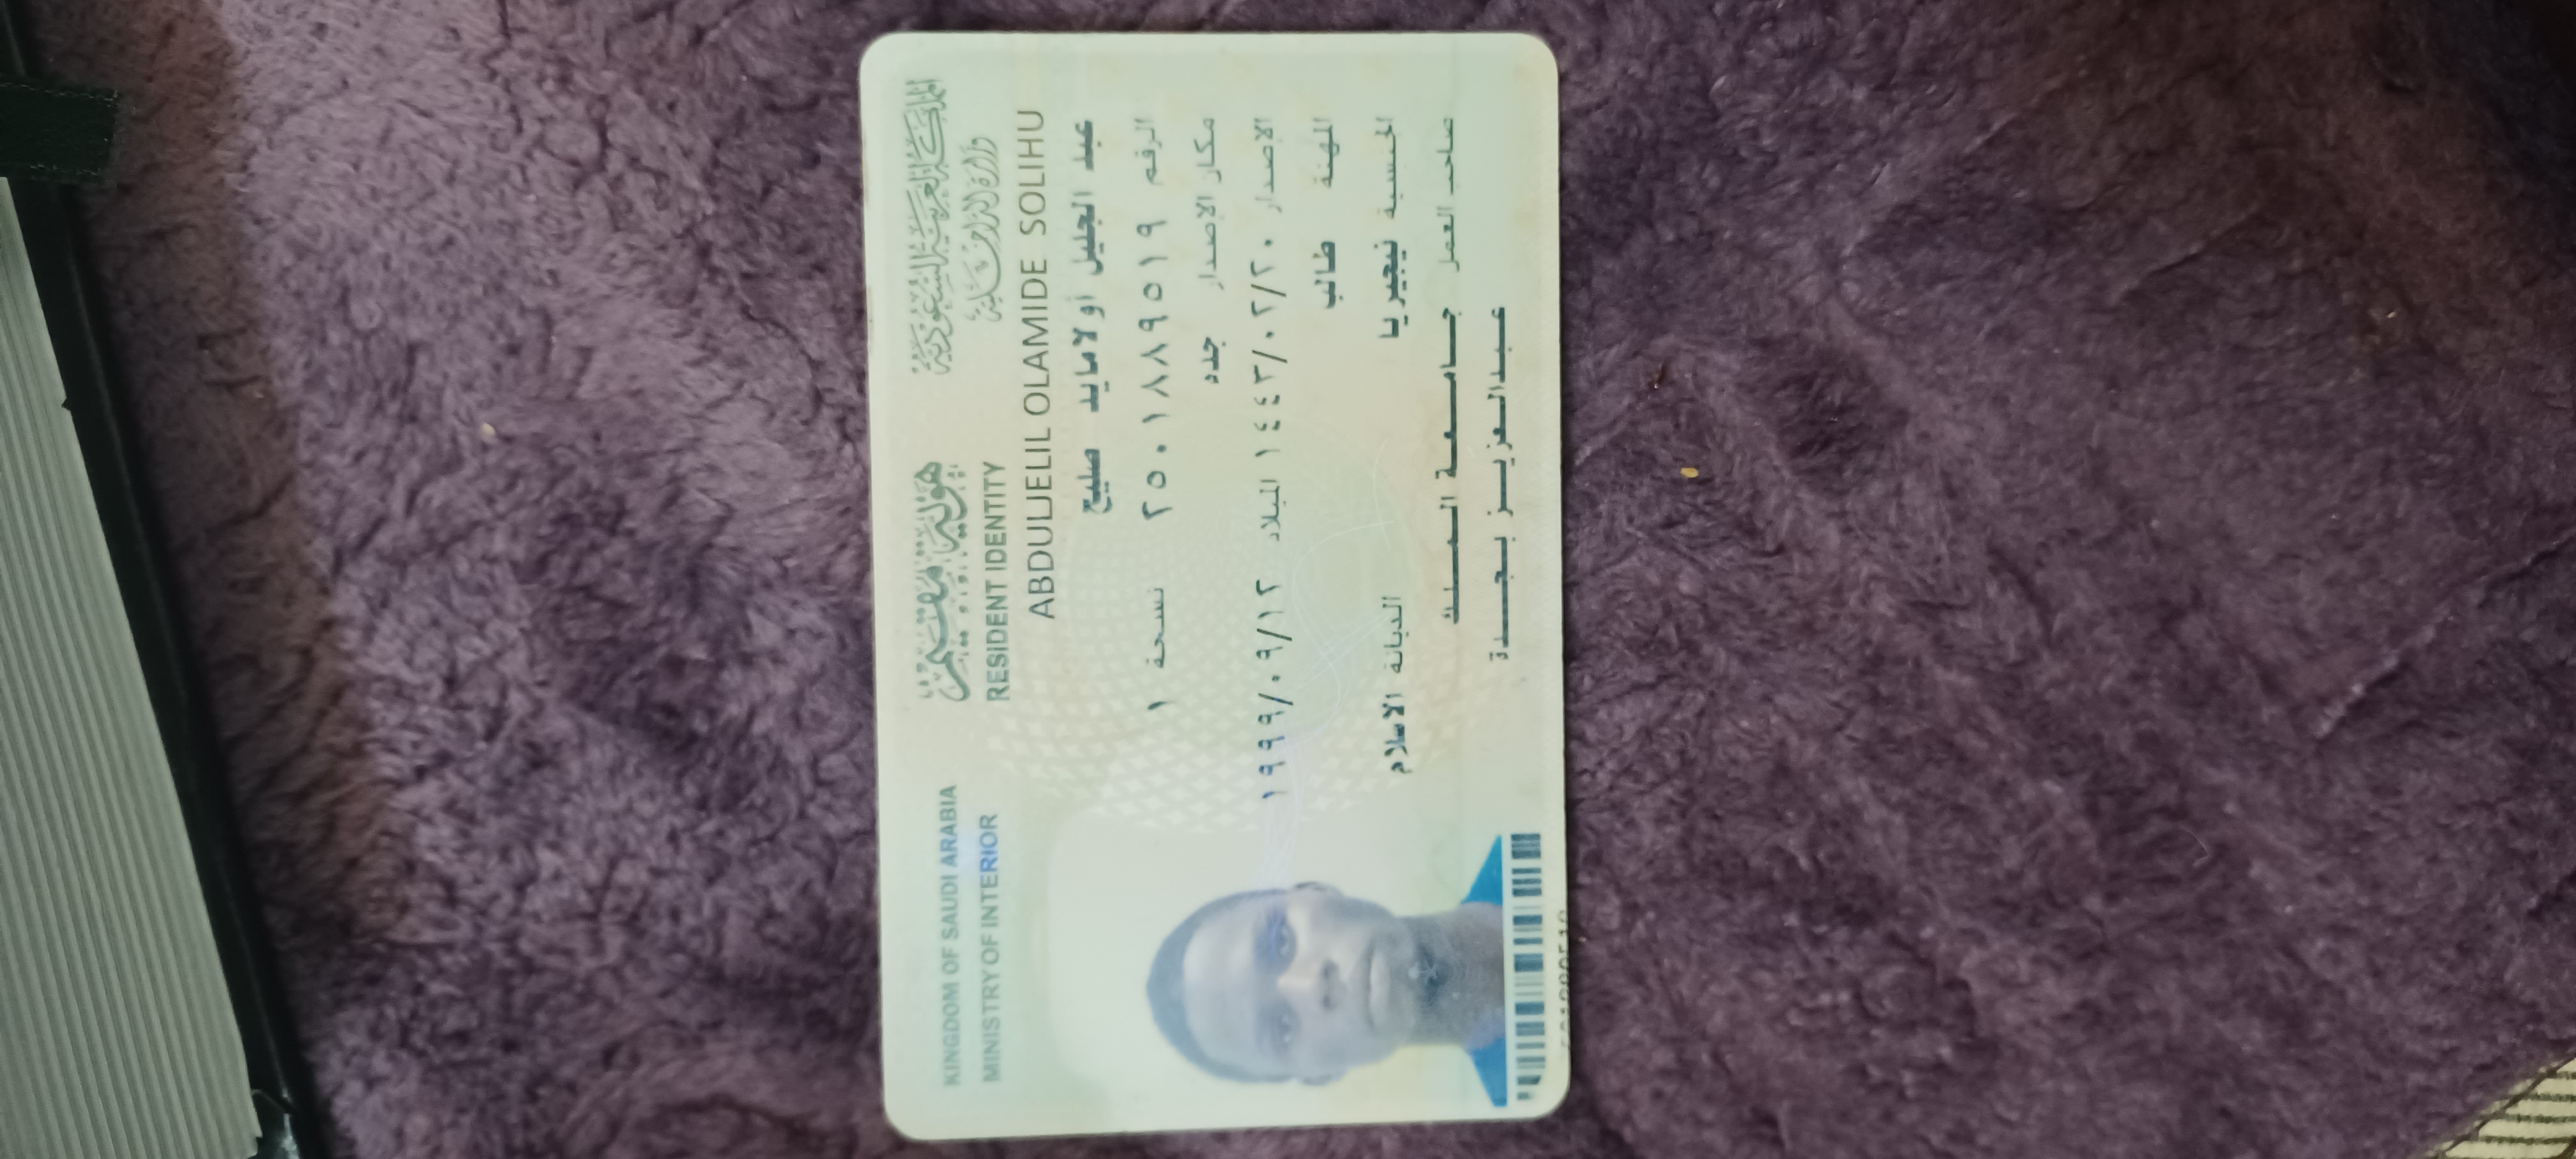 المملكة العربية السعودية
وزارة الداخلية
هوية مقيم
RESIDENT IDENTITY
KINGDOM OF SAUDI ARABIA
MINISTRY OF INTERIOR
ABDULJELIL OLAMIDE SOLIHU
عبد الجليل أولامايد صليح
الرقم ٢٥٠١٨٨٩٥١٩ نسخة ١
مكان الإصدار جده
الإصدار ١٤٤٣/٠٢/٢٠ الميلاد ١٩٩٩/٠٩/١٢
المهنة طالب
الجنسية نيجيريا الديانة الاسلام
صاحب العمل جامعة الملك
عبدالعزيز بجدة